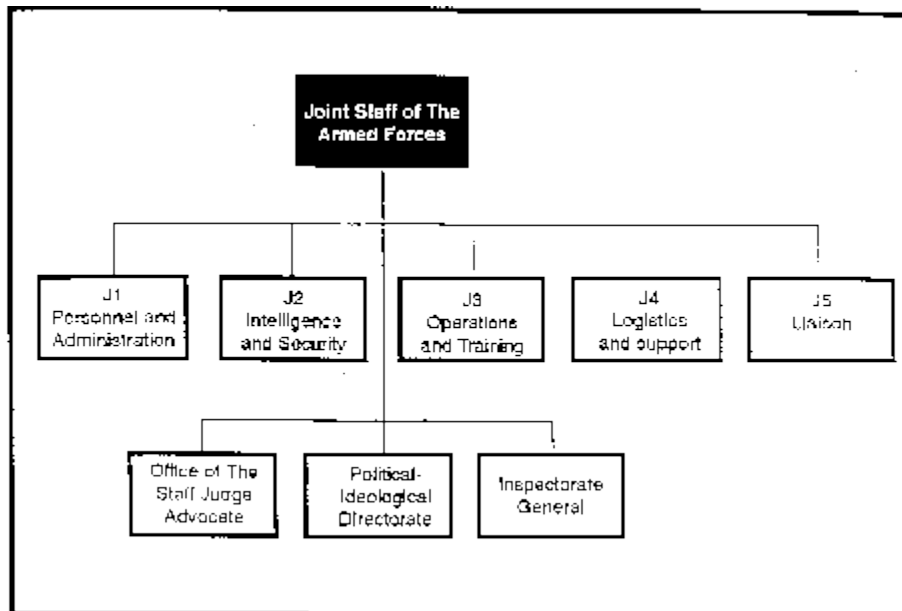 Joint Staff of The
Armed Forces
J1
Personnel and
Administration
J2
Intelligence
and Security
J3
Operations
and Training
J4
Logistics
and support
J5
Liaison
Office of The
Staff Judge
Advocate
Political-
Ideological
Directorate
Inspectorate
General